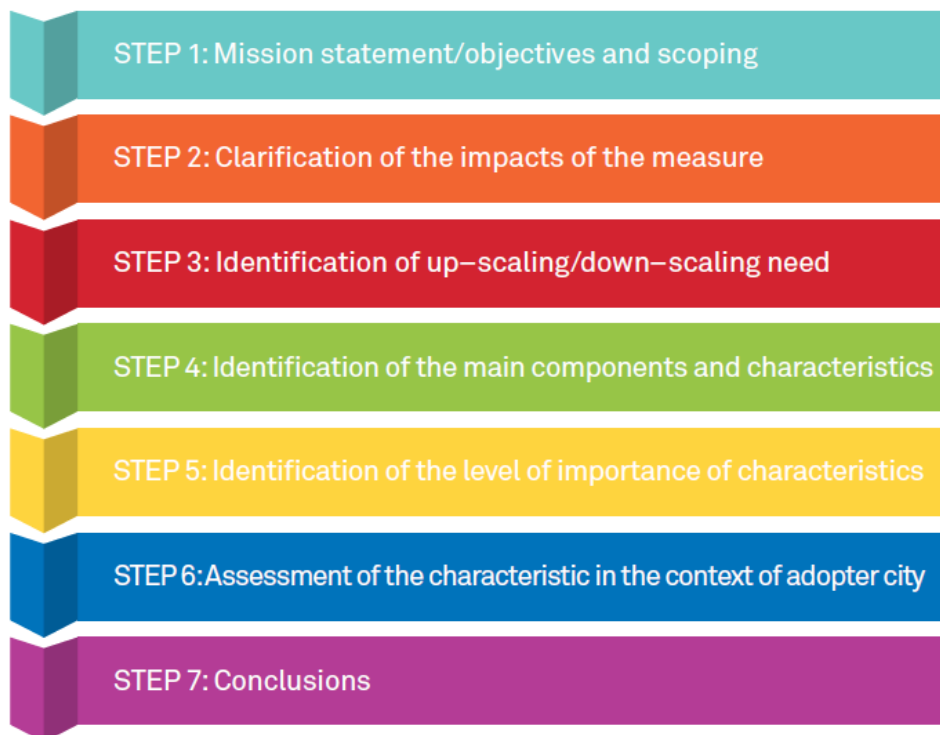 STEP 1: Mission statement/objectives and scoping
STEP 2: Clarification of the impacts of the measure
STEP 3: Identification of up–scaling/down–scaling need
STEP 4: Identification of the main components and characteristics
STEP 5: Identification of the level of importance of characteristics
STEP 6:Assessment of the characteristic in the context of adopter city
STEP 7: Conclusions